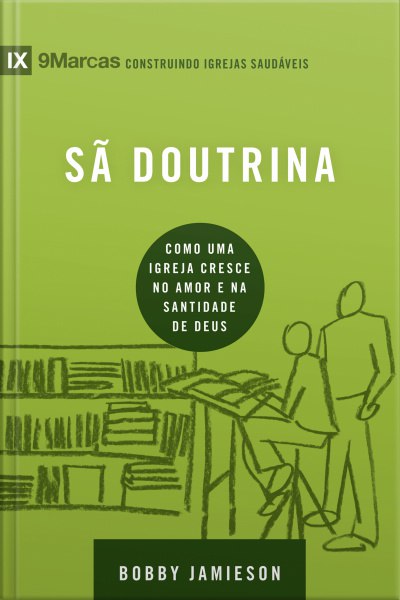 IX 9Marcas CONSTRUINDO IGREJAS SAUDÁVEIS
SÃ DOUTRINA
COMO UMA
IGREJA CRESCE
NO AMOR E NA
SANTIDADE
DE DEUS
BOBBY JAMIESON